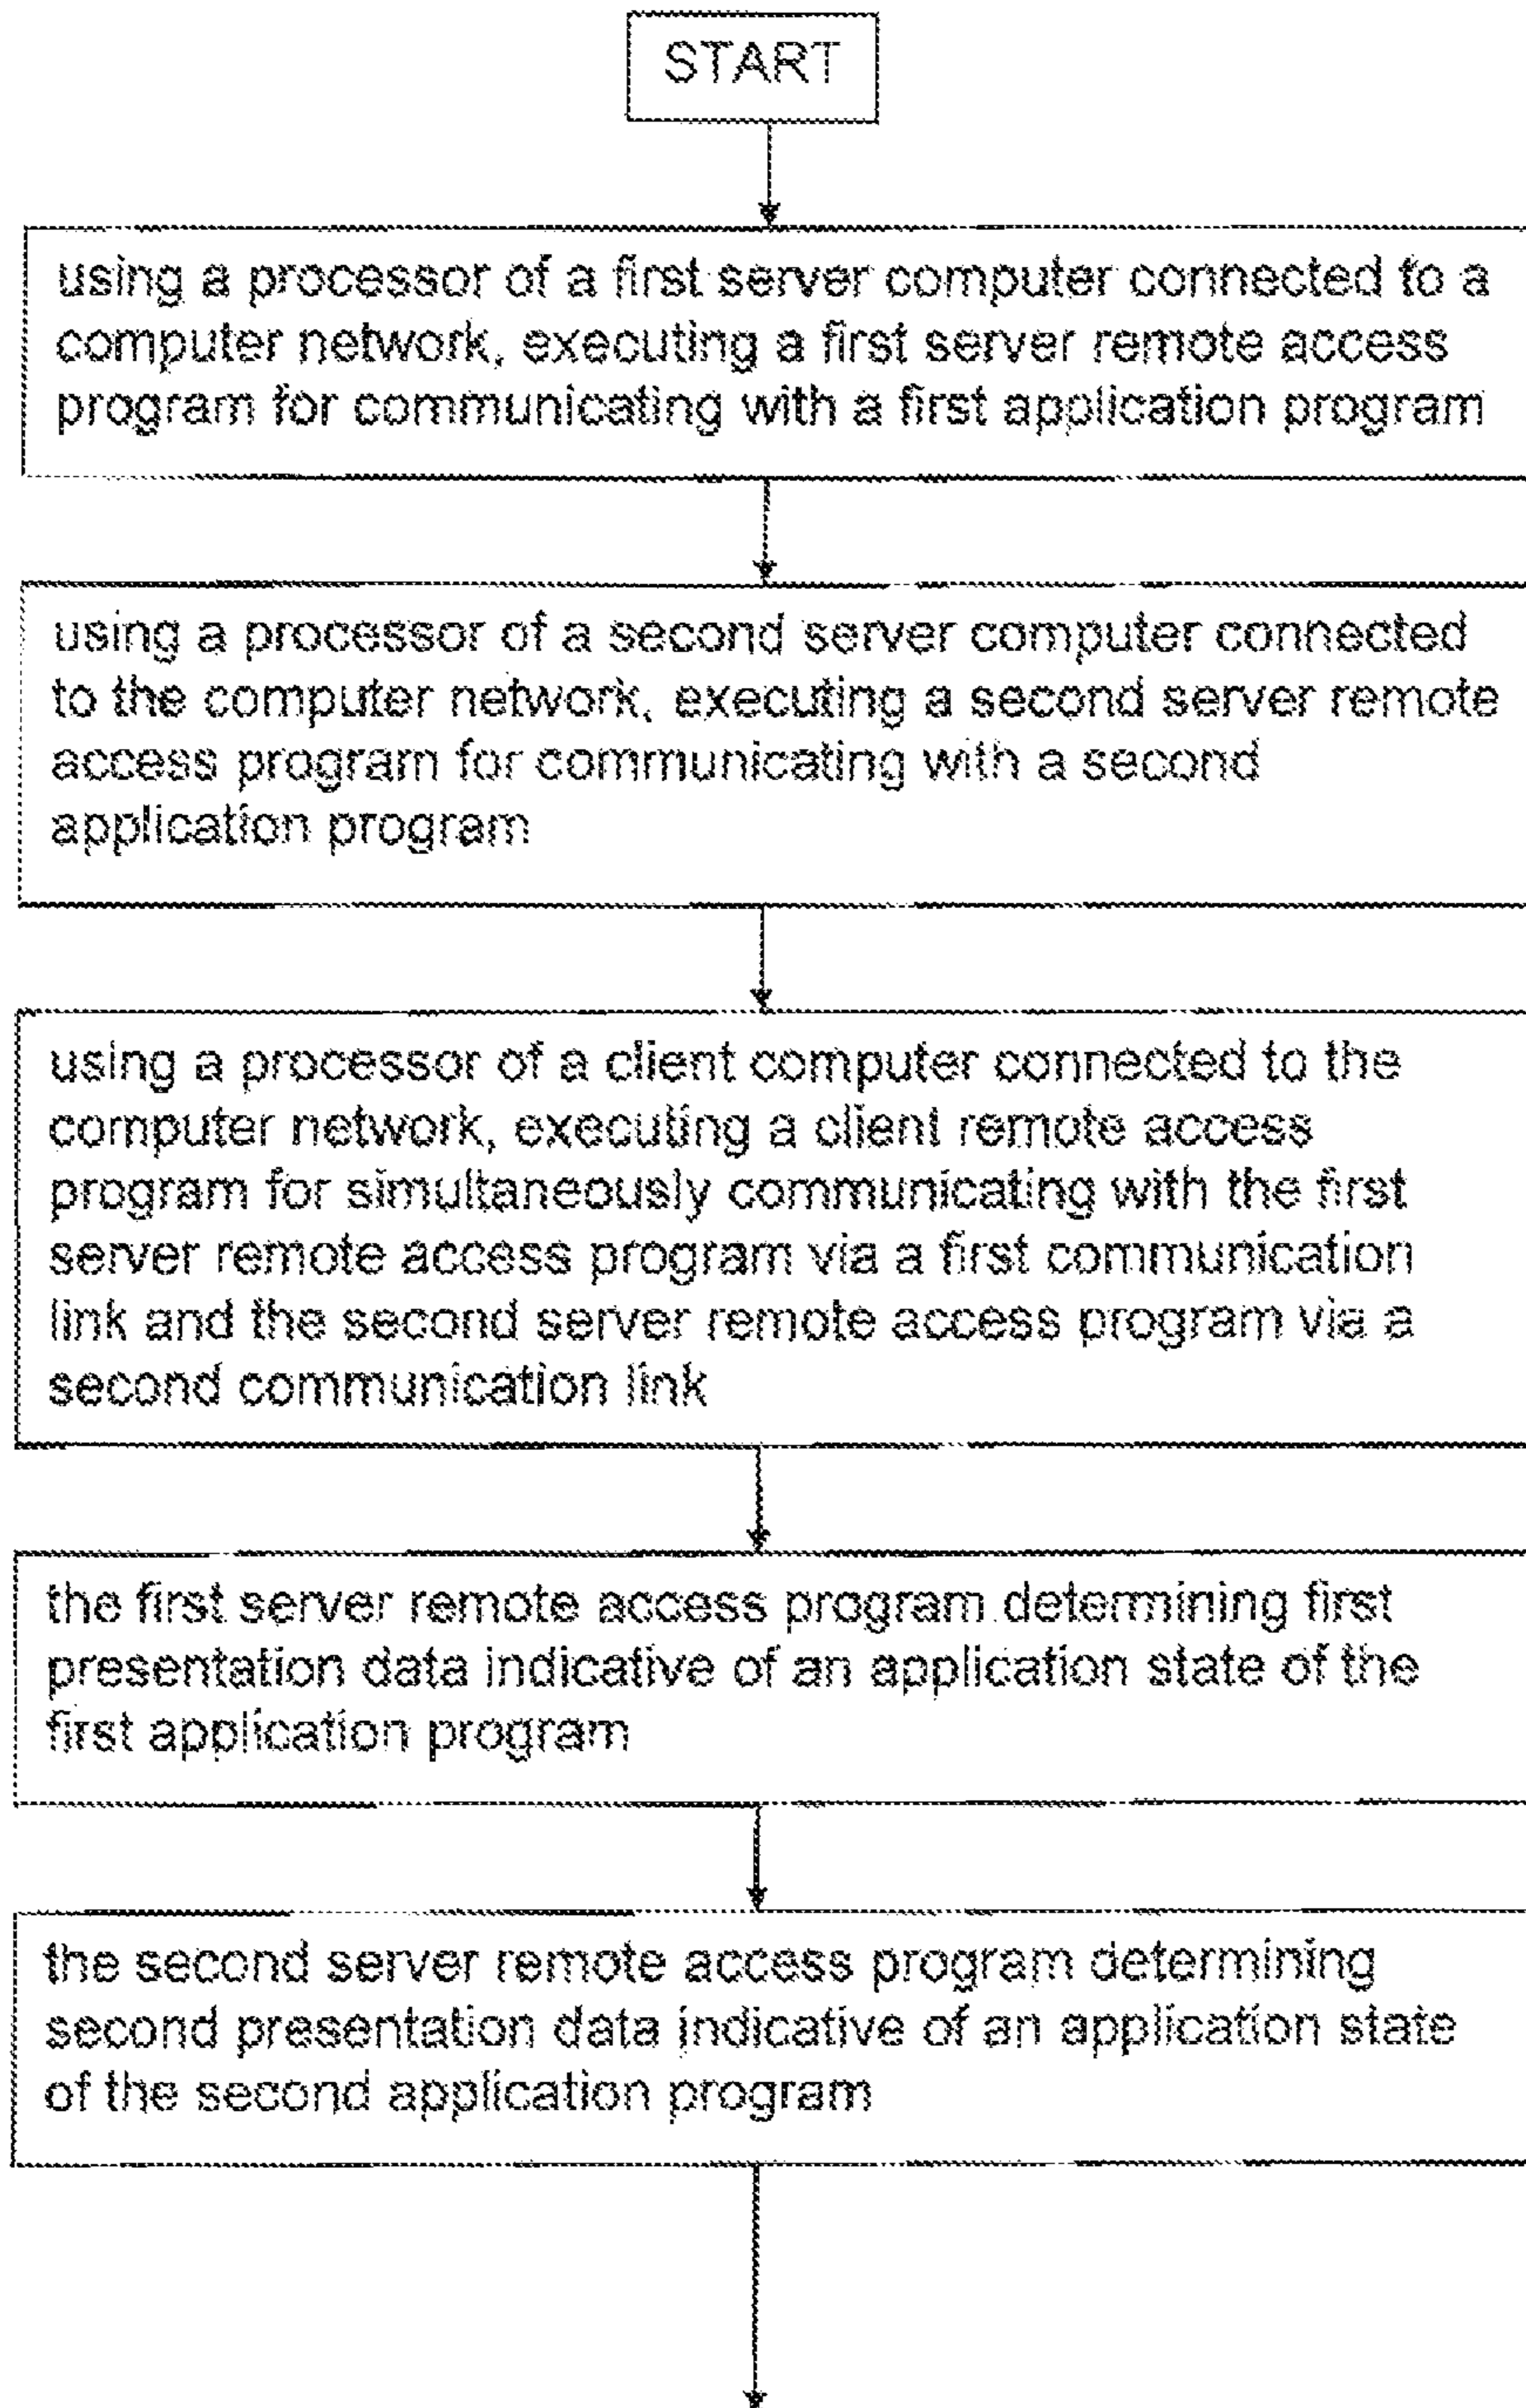 START
using a processor of a first server computer connected to a
computer network, executing a first server remote access
program for communicating with a first application program
using a processor of a second server computer connected
to the computer network, executing a second server remote
access program for communicating with a second
application program
using a processor of a client computer connected to the
computer network, executing a client remote access
program for simultaneously communicating with the first
server remote access program via a first communication
link and the second server remote access program via a
second communication link
the first server remote access program determining first
presentation data indicative of an application state of the
first application program
the second server remote access program determining
second presentation data indicative of an application state
of the second application program